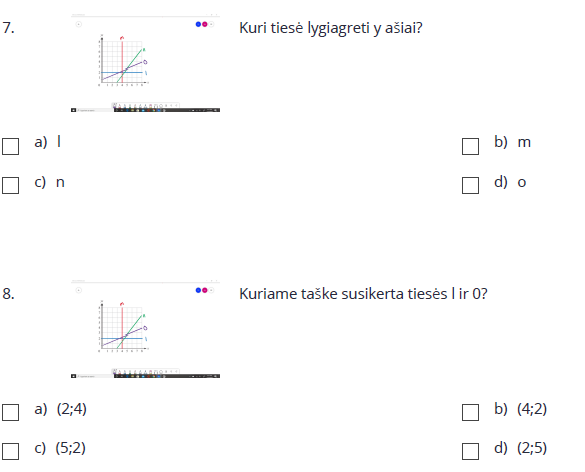 7.
Kuri tiesė lygiagreti y ašiai?
a) l
b) m
c) n
d) o
8.
Kuriame taške susikerta tiesės l ir 0?
a) (2;4)
b) (4;2)
c) (5;2)
d) (2;5)